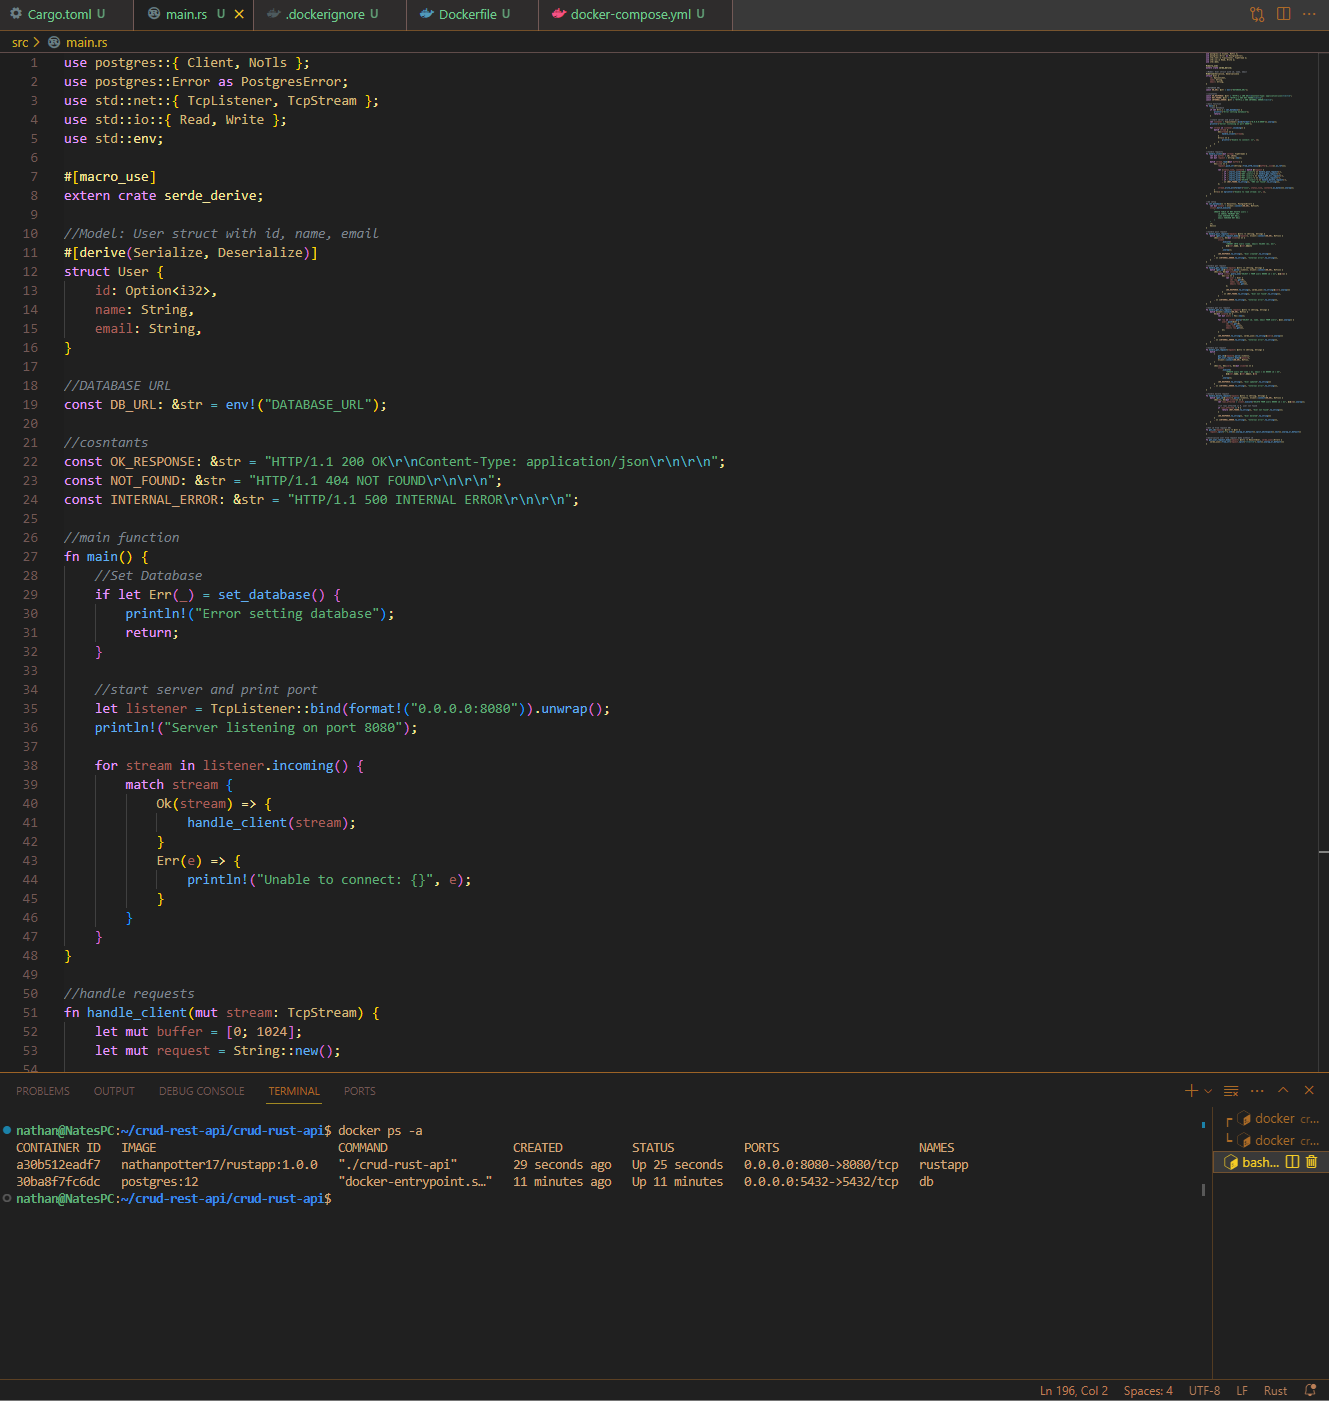 Cargo.toml U
main.rs U
.dockerignore U
Dockerfile U
docker-compose.yml U
src > main.rs
1 use postgres::{ Client, NoTls };
2 use postgres::Error as PostgresError;
3 use std::net::{ TcpListener, TcpStream };
4 use std::io::{ Read, Write };
5 use std::env;
6
7 #[macro_use]
8 extern crate serde_derive;
9
10 //Model: User struct with id, name, email
11 #[derive(Serialize, Deserialize)]
12 struct User {
13     id: Option<i32>,
14     name: String,
15     email: String,
16 }
17
18 //DATABASE URL
19 const DB_URL: &str = env!("DATABASE_URL");
20
21 //cosntants
22 const OK_RESPONSE: &str = "HTTP/1.1 200 OK\r\nContent-Type: application/json\r\n\r\n";
23 const NOT_FOUND: &str = "HTTP/1.1 404 NOT FOUND\r\n\r\n";
24 const INTERNAL_ERROR: &str = "HTTP/1.1 500 INTERNAL ERROR\r\n\r\n";
25
26 //main function
27 fn main() {
28     //Set Database
29     if let Err(_) = set_database() {
30         println!("Error setting database");
31         return;
32     }
33
34     //start server and print port
35     let listener = TcpListener::bind(format!("0.0.0.0:8080")).unwrap();
36     println!("Server listening on port 8080");
37
38     for stream in listener.incoming() {
39         match stream {
40             Ok(stream) => {
41                 handle_client(stream);
42             }
43             Err(e) => {
44                 println!("Unable to connect: {}", e);
45             }
46         }
47     }
48 }
49
50 //handle requests
51 fn handle_client(mut stream: TcpStream) {
52     let mut buffer = [0; 1024];
53     let mut request = String::new();
54
PROBLEMS OUTPUT DEBUG CONSOLE TERMINAL PORTS
nathan@NatesPC:~/crud-rest-api/crud-rust-api$ docker ps -a
CONTAINER ID   IMAGE   COMMAND   CREATED   STATUS   PORTS   NAMES
a30b512eadf7   nathanpotter17/rustapp:1.0.0   "./crud-rust-api"   29 seconds ago   Up 25 seconds   0.0.0.0:8080->8080/tcp   rustapp
30ba8f7fc6dc   postgres:12   "docker-entrypoint.s…"   11 minutes ago   Up 11 minutes   0.0.0.0:5432->5432/tcp   db
nathan@NatesPC:~/crud-rest-api/crud-rust-api$
docker cr...
docker cr...
bash...
Ln 196, Col 2 Spaces: 4 UTF-8 LF Rust